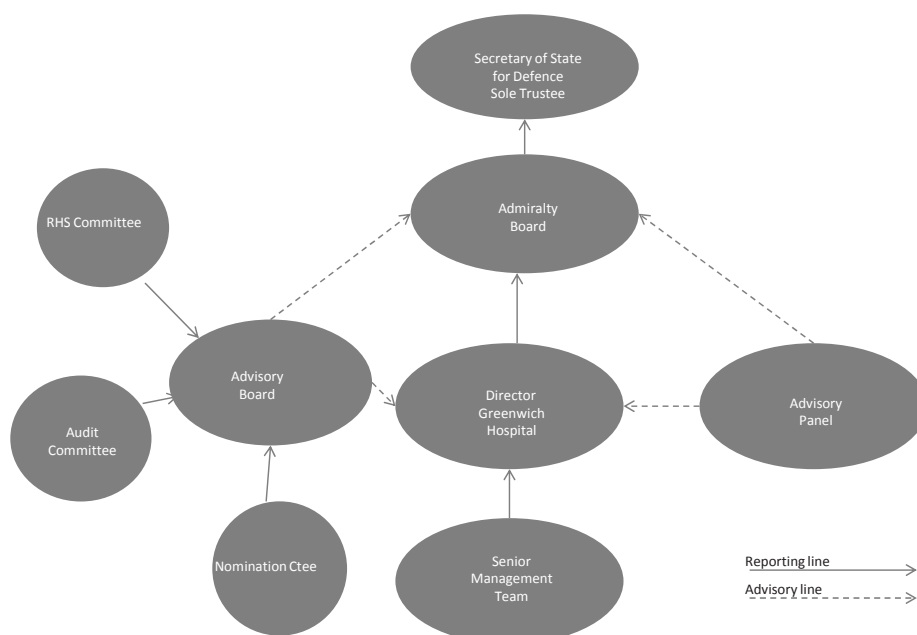 Secretary of State
for Defence
Sole Trustee
Admiralty
Board
RHS Committee
Advisory
Board
Director
Greenwich
Hospital
Advisory
Panel
Audit
Committee
Nomination Ctee
Senior
Management
Team
Reporting line
Advisory line